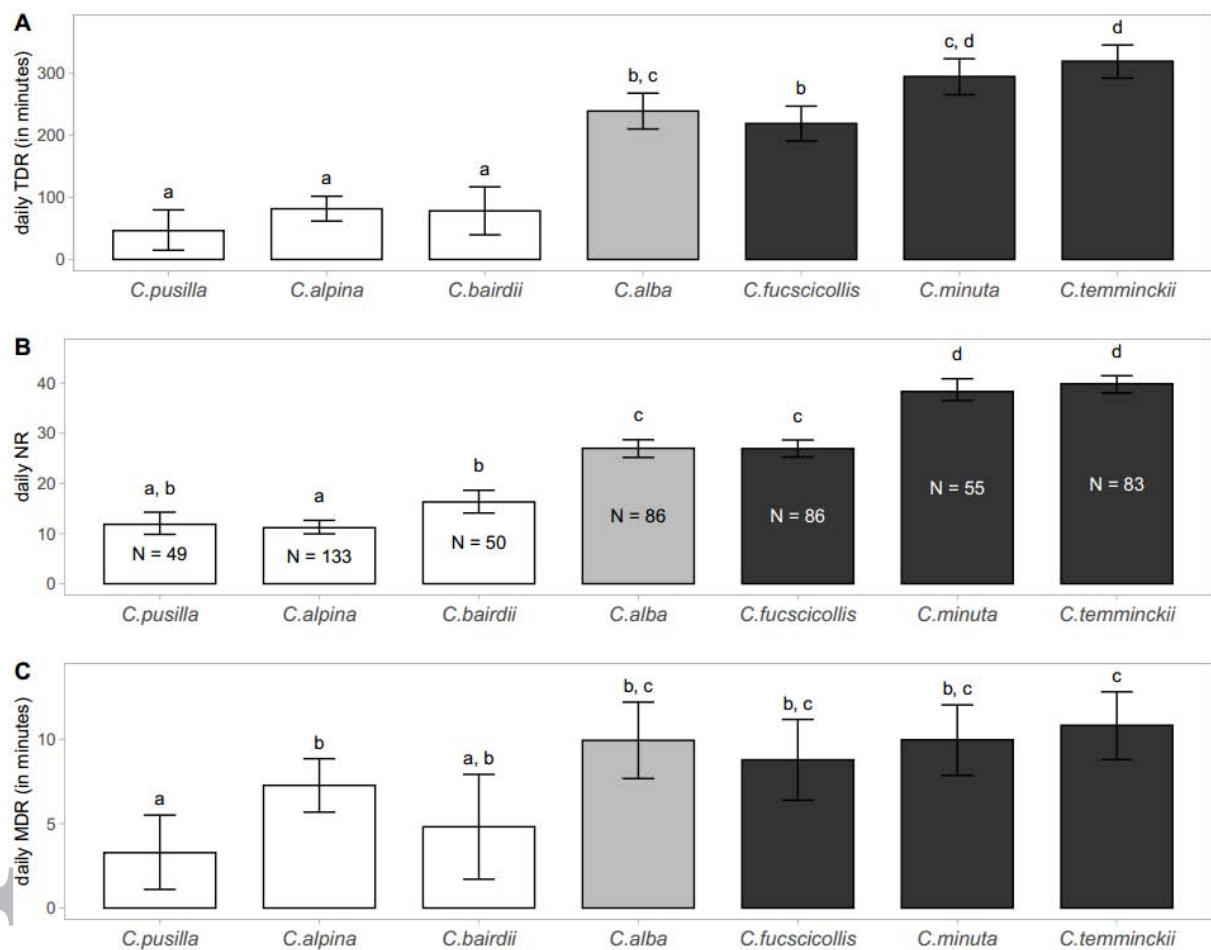 A
daily TDR (in minutes)
300
200
100
0
a
a
a
b, c
b
c, d
d
C.pusilla C.alpina C.bairdii C.alba C.fucscicollis C.minuta C.temminckii
B
daily NR
40
30
20
10
0
a, b
a
b
c
c
d
d
N = 49
N = 133
N = 50
N = 86
N = 86
N = 55
N = 83
C.pusilla C.alpina C.bairdii C.alba C.fucscicollis C.minuta C.temminckii
C
daily MDR (in minutes)
10
5
0
a
b
a, b
b, c
b, c
b, c
c
C.pusilla C.alpina C.bairdii C.alba C.fucscicollis C.minuta C.temminckii